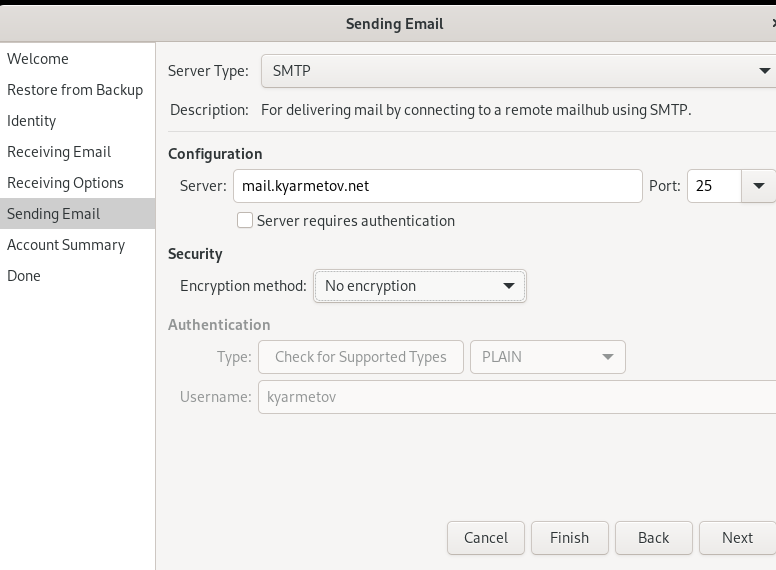 Sending Email
Welcome
Restore from Backup
Identity
Receiving Email
Receiving Options
Sending Email
Account Summary
Done
Server Type: SMTP
Description: For delivering mail by connecting to a remote mailhub using SMTP.
Configuration
Server: mail.kyarmetov.net Port: 25
Server requires authentication
Security
Encryption method: No encryption
Authentication
Type: Check for Supported Types PLAIN
Username: kyarmetov
Cancel Finish Back Next